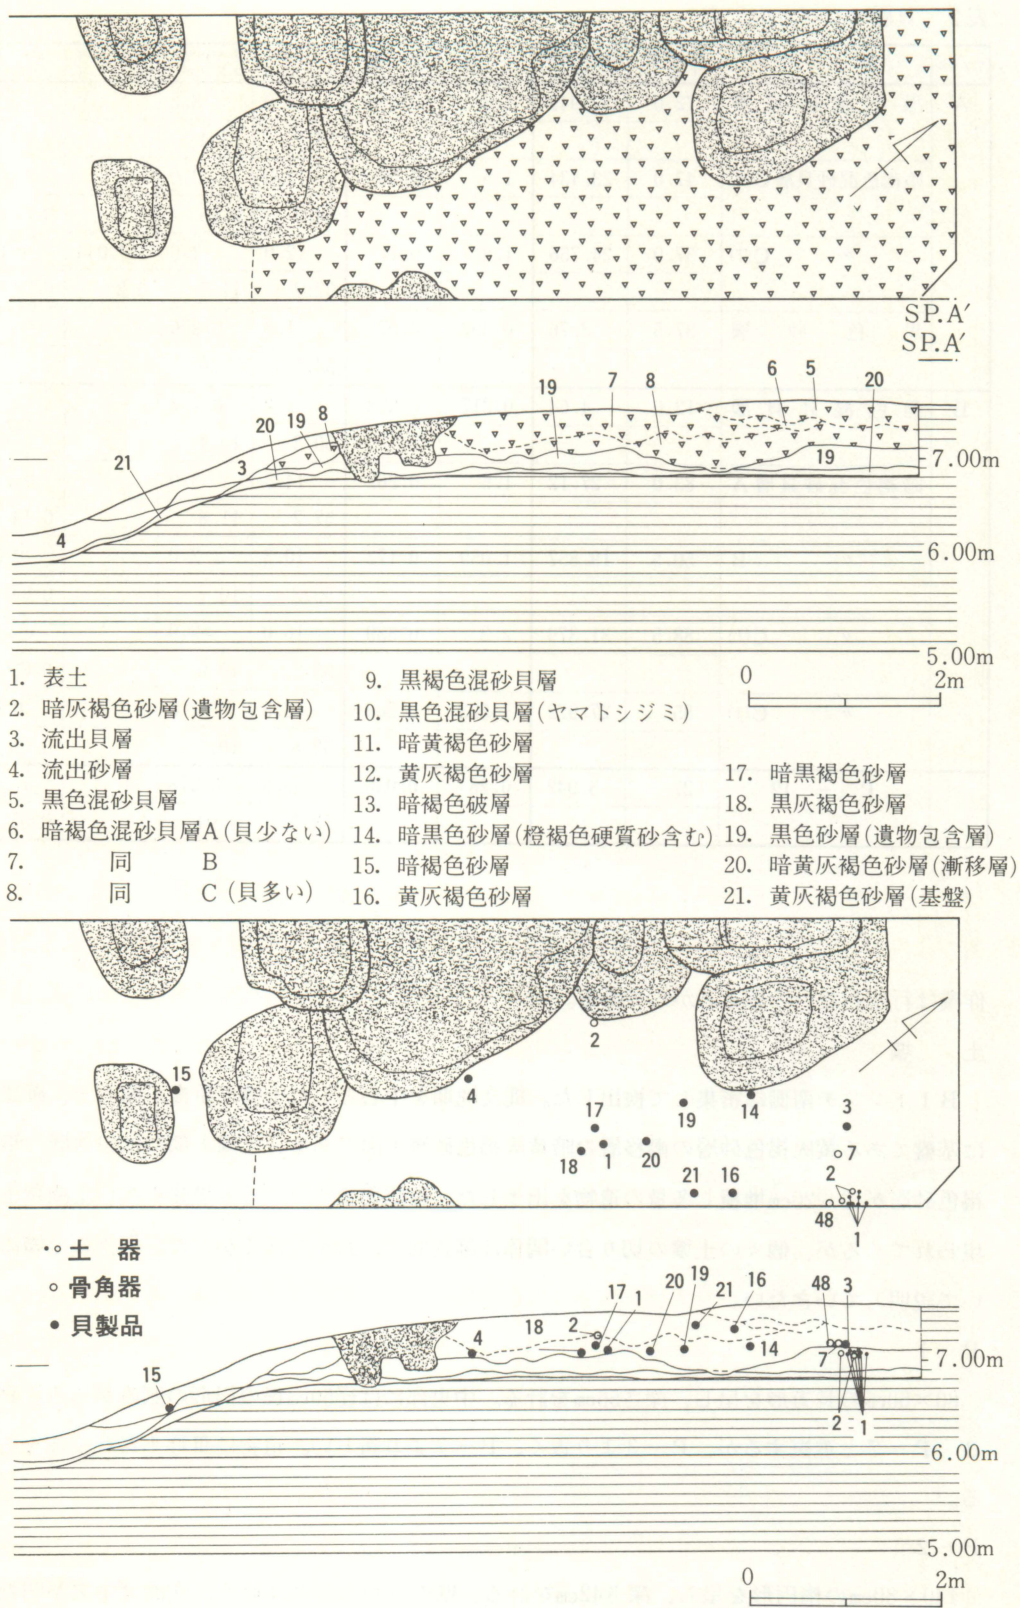 SP.A′
SP.A′
19 7 8 6 5 20
20 19 8
21 3 19
7.00m
4
6.00m
5.00m
0 2m
1. 表土
2. 暗灰褐色砂層(遺物包含層)
3. 流出貝層
4. 流出砂層
5. 黒色混砂貝層
6. 暗褐色混砂貝層A(貝少ない)
7. 同 B
8. 同 C(貝多い)
9. 黒褐色混砂貝層
10. 黒色混砂貝層(ヤマトシジミ)
11. 暗黄褐色砂層
12. 黄灰褐色砂層
13. 暗褐色破層
14. 暗黒色砂層(橙褐色硬質砂含む)
15. 暗褐色砂層
16. 黄灰褐色砂層
17. 暗黒褐色砂層
18. 黒灰褐色砂層
19. 黒色砂層(遺物包含層)
20. 暗黄灰褐色砂層(漸移層)
21. 黄灰褐色砂層(基盤)
2
15 4 14
17 19 3
18 1 20 7
21 16 2
48
1
土器
骨角器
貝製品
17 1 20 19 21 16 48 3
4 18 2 14 7
7.00m
15
2 1
6.00m
5.00m
0 2m